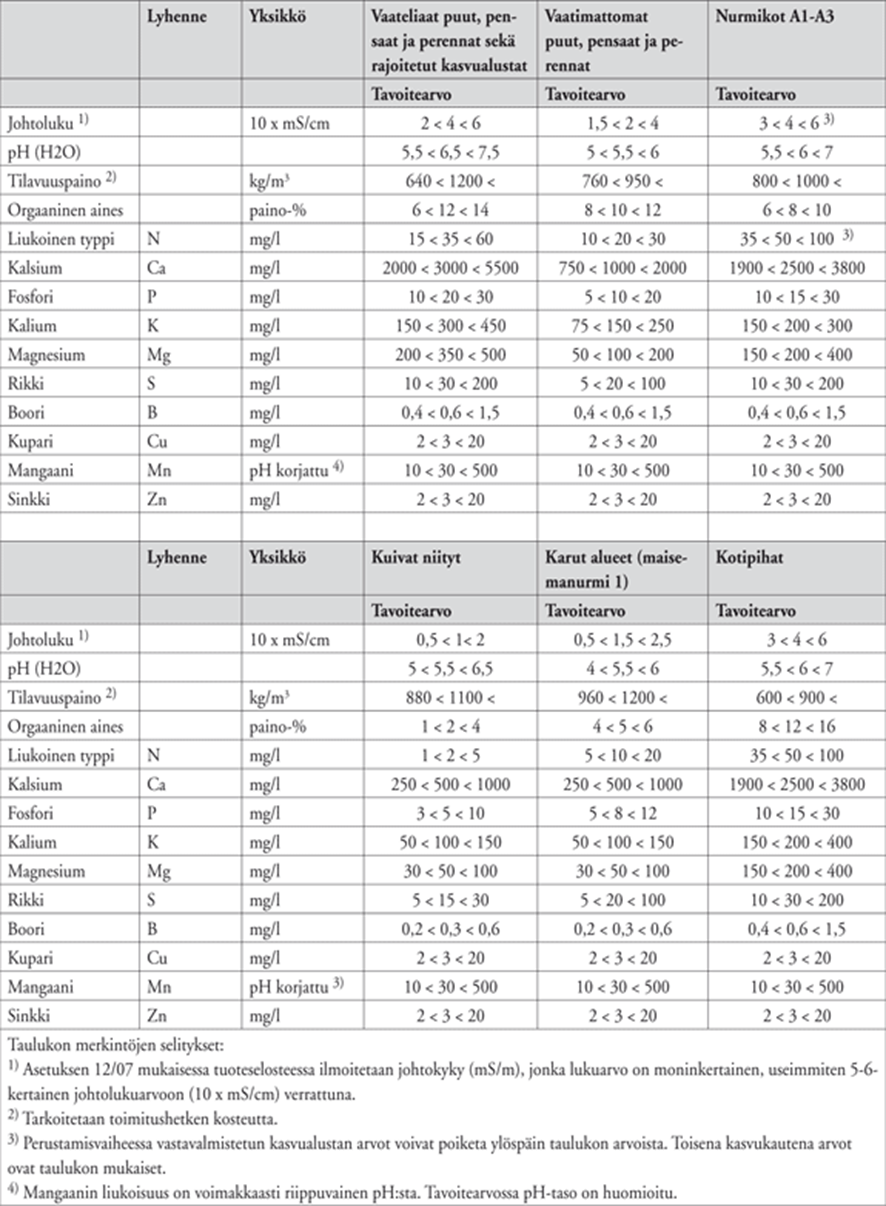 Lyhenne Yksikkö Vaateliaat puut, pen- Vaatimattomat Nurmikot A1-A3
saat ja perennat sekä puut, pensaat ja pe-
rajoitetut kasvualustat rennat
Tavoitearvo Tavoitearvo Tavoitearvo
Johtoluku 1) 10 x mS/cm 2 < 4 < 6 1,5 < 2 < 4 3 < 4 < 6 3)
pH (H2O) 5,5 < 6,5 < 7,5 5 < 5,5 < 6 5,5 < 6 < 7
Tilavuuspaino 2) kg/m³ 640 < 1200 < 760 < 950 < 800 < 1000 <
Orgaaninen aines paino-% 6 < 12 < 14 8 < 10 < 12 6 < 8 < 10
Liukoinen typpi N mg/l 15 < 35 < 60 10 < 20 < 30 35 < 50 < 100 3)
Kalsium Ca mg/l 2000 < 3000 < 5500 750 < 1000 < 2000 1900 < 2500 < 3800
Fosfori P mg/l 10 < 20 < 30 5 < 10 < 20 10 < 15 < 30
Kalium K mg/l 150 < 300 < 450 75 < 150 < 250 150 < 200 < 300
Magnesium Mg mg/l 200 < 350 < 500 50 < 100 < 200 150 < 200 < 400
Rikki S mg/l 10 < 30 < 200 5 < 20 < 100 10 < 30 < 200
Boori B mg/l 0,4 < 0,6 < 1,5 0,4 < 0,6 < 1,5 0,4 < 0,6 < 1,5
Kupari Cu mg/l 2 < 3 < 20 2 < 3 < 20 2 < 3 < 20
Mangaani Mn pH korjattu 4) 10 < 30 < 500 10 < 30 < 500 10 < 30 < 500
Sinkki Zn mg/l 2 < 3 < 20 2 < 3 < 20 2 < 3 < 20
Lyhenne Yksikkö Kuivat niityt Karut alueet (maise- Kotipihat
manurmi 1)
Tavoitearvo Tavoitearvo Tavoitearvo
Johtoluku 1) 10 x mS/cm 0,5 < 1< 2 0,5 < 1,5 < 2,5 3 < 4 < 6
pH (H2O) 5 < 5,5 < 6,5 4 < 5,5 < 6 5,5 < 6 < 7
Tilavuuspaino 2) kg/m³ 880 < 1100 < 960 < 1200 < 600 < 900 <
Orgaaninen aines paino-% 1 < 2 < 4 4 < 5 < 6 8 < 12 < 16
Liukoinen typpi N mg/l 1 < 2 < 5 5 < 10 < 20 35 < 50 < 100
Kalsium Ca mg/l 250 < 500 < 1000 250 < 500 < 1000 1900 < 2500 < 3800
Fosfori P mg/l 3 < 5 < 10 5 < 8 < 12 10 < 15 < 30
Kalium K mg/l 50 < 100 < 150 50 < 100 < 150 150 < 200 < 400
Magnesium Mg mg/l 30 < 50 < 100 30 < 50 < 100 150 < 200 < 400
Rikki S mg/l 5 < 15 < 30 5 < 20 < 100 10 < 30 < 200
Boori B mg/l 0,2 < 0,3 < 0,6 0,2 < 0,3 < 0,6 0,4 < 0,6 < 1,5
Kupari Cu mg/l 2 < 3 < 20 2 < 3 < 20 2 < 3 < 20
Mangaani Mn pH korjattu 3) 10 < 30 < 500 10 < 30 < 500 10 < 30 < 500
Sinkki Zn mg/l 2 < 3 < 20 2 < 3 < 20 2 < 3 < 20
Taulukon merkintöjen selitykset:
1) Asetuksen 12/07 mukaisessa tuoteselosteessa ilmoitetaan johtokyky (mS/m), jonka lukuarvo on moninkertainen, useimmiten 5-6-
kertainen johtolukuarvoon (10 x mS/cm) verrattuna.
2) Tarkoitetaan toimitushetken kosteutta.
3) Perustamisvaiheessa vastavalmistetun kasvualustan arvot voivat poiketa ylöspäin taulukon arvoista. Toisena kasvukautena arvot
ovat taulukon mukaiset.
4) Mangaanin liukoisuus on voimakkaasti riippuvainen pH:sta. Tavoitearvossa pH-taso on huomioitu.